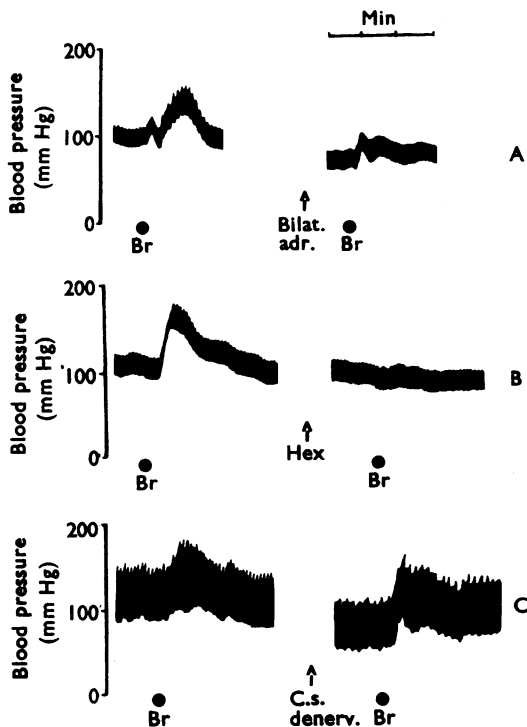 Min
Blood pressure
(mm Hg)
200
100
0
A
Br
Bilat.
adr.
Br
Blood pressure
(mm Hg)
200
100
0
B
Br
Hex
Br
Blood pressure
(mm Hg)
200
100
0
C
Br
C.s.
denerv.
Br